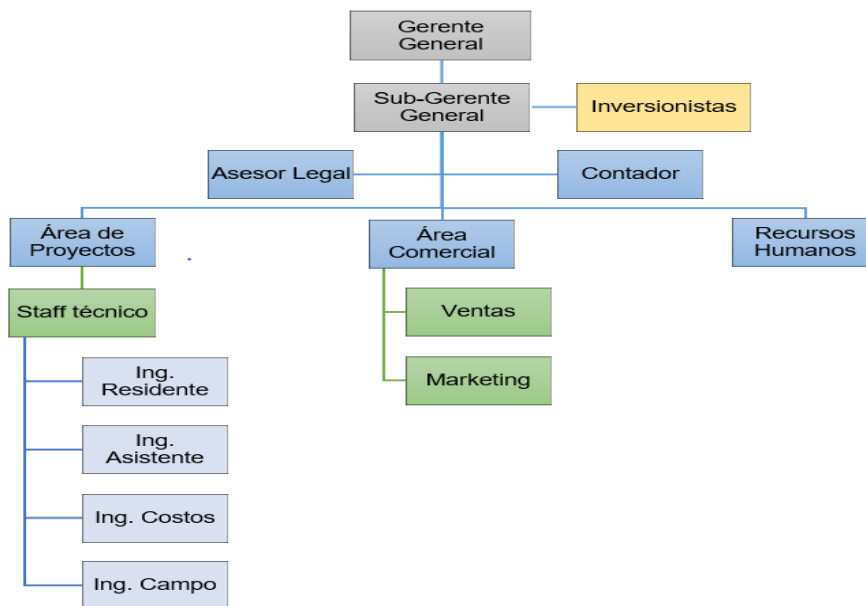 Gerente
General
Sub-Gerente
General
Inversionistas
Asesor Legal
Contador
Área de
Proyectos
Área
Comercial
Recursos
Humanos
Staff técnico
Ventas
Marketing
Ing.
Residente
Ing.
Asistente
Ing. Costos
Ing. Campo